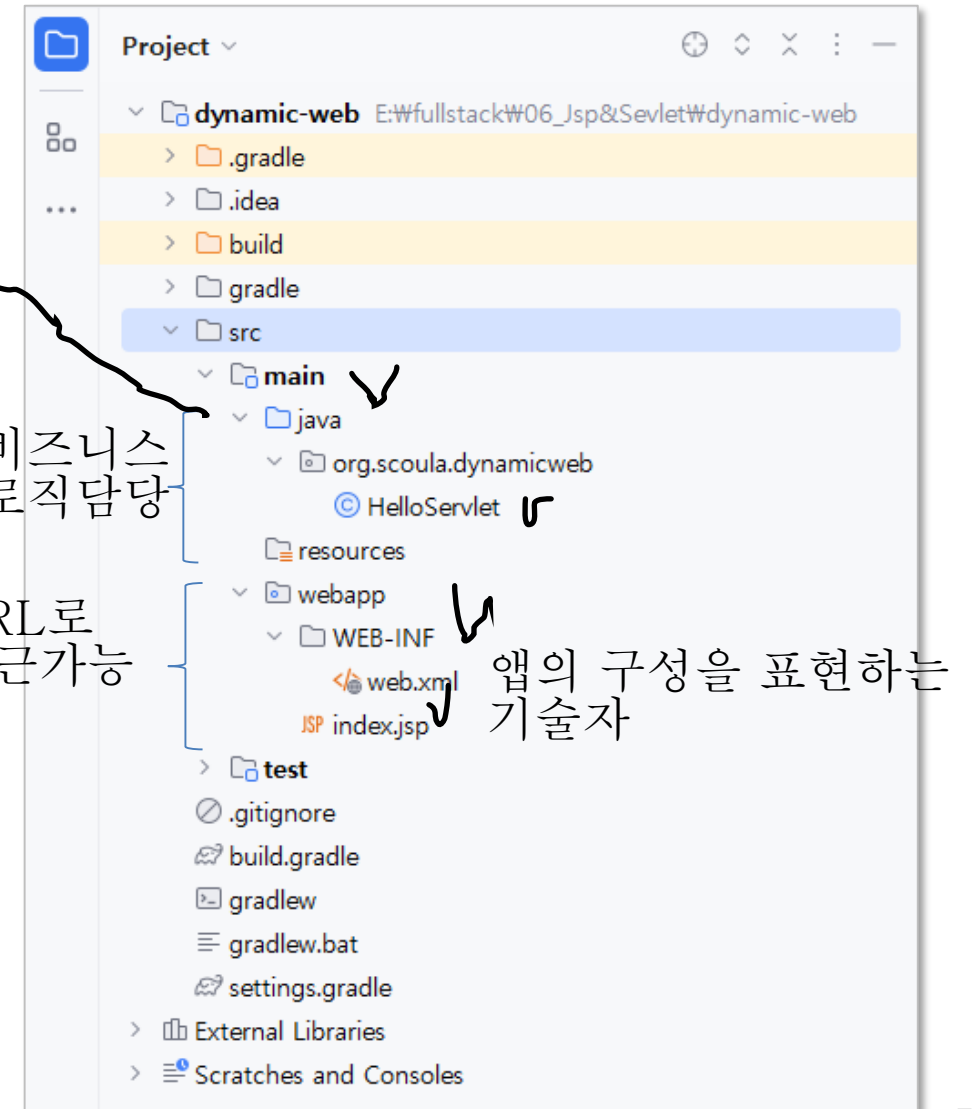 Project
dynamic-web E:₩fullstack₩06_Jsp&Sevlet₩dynamic-web
.gradle
.idea
build
gradle
src
main
java
비즈니스
org.scoula.dynamicweb
로직담당
HelloServlet
resources
webapp
RL로
WEB-INF
근가능
앱의 구성을 표현하는
web.xml
기술자
JSP index.jsp
test
.gitignore
build.gradle
gradlew
gradlew.bat
settings.gradle
External Libraries
Scratches and Consoles